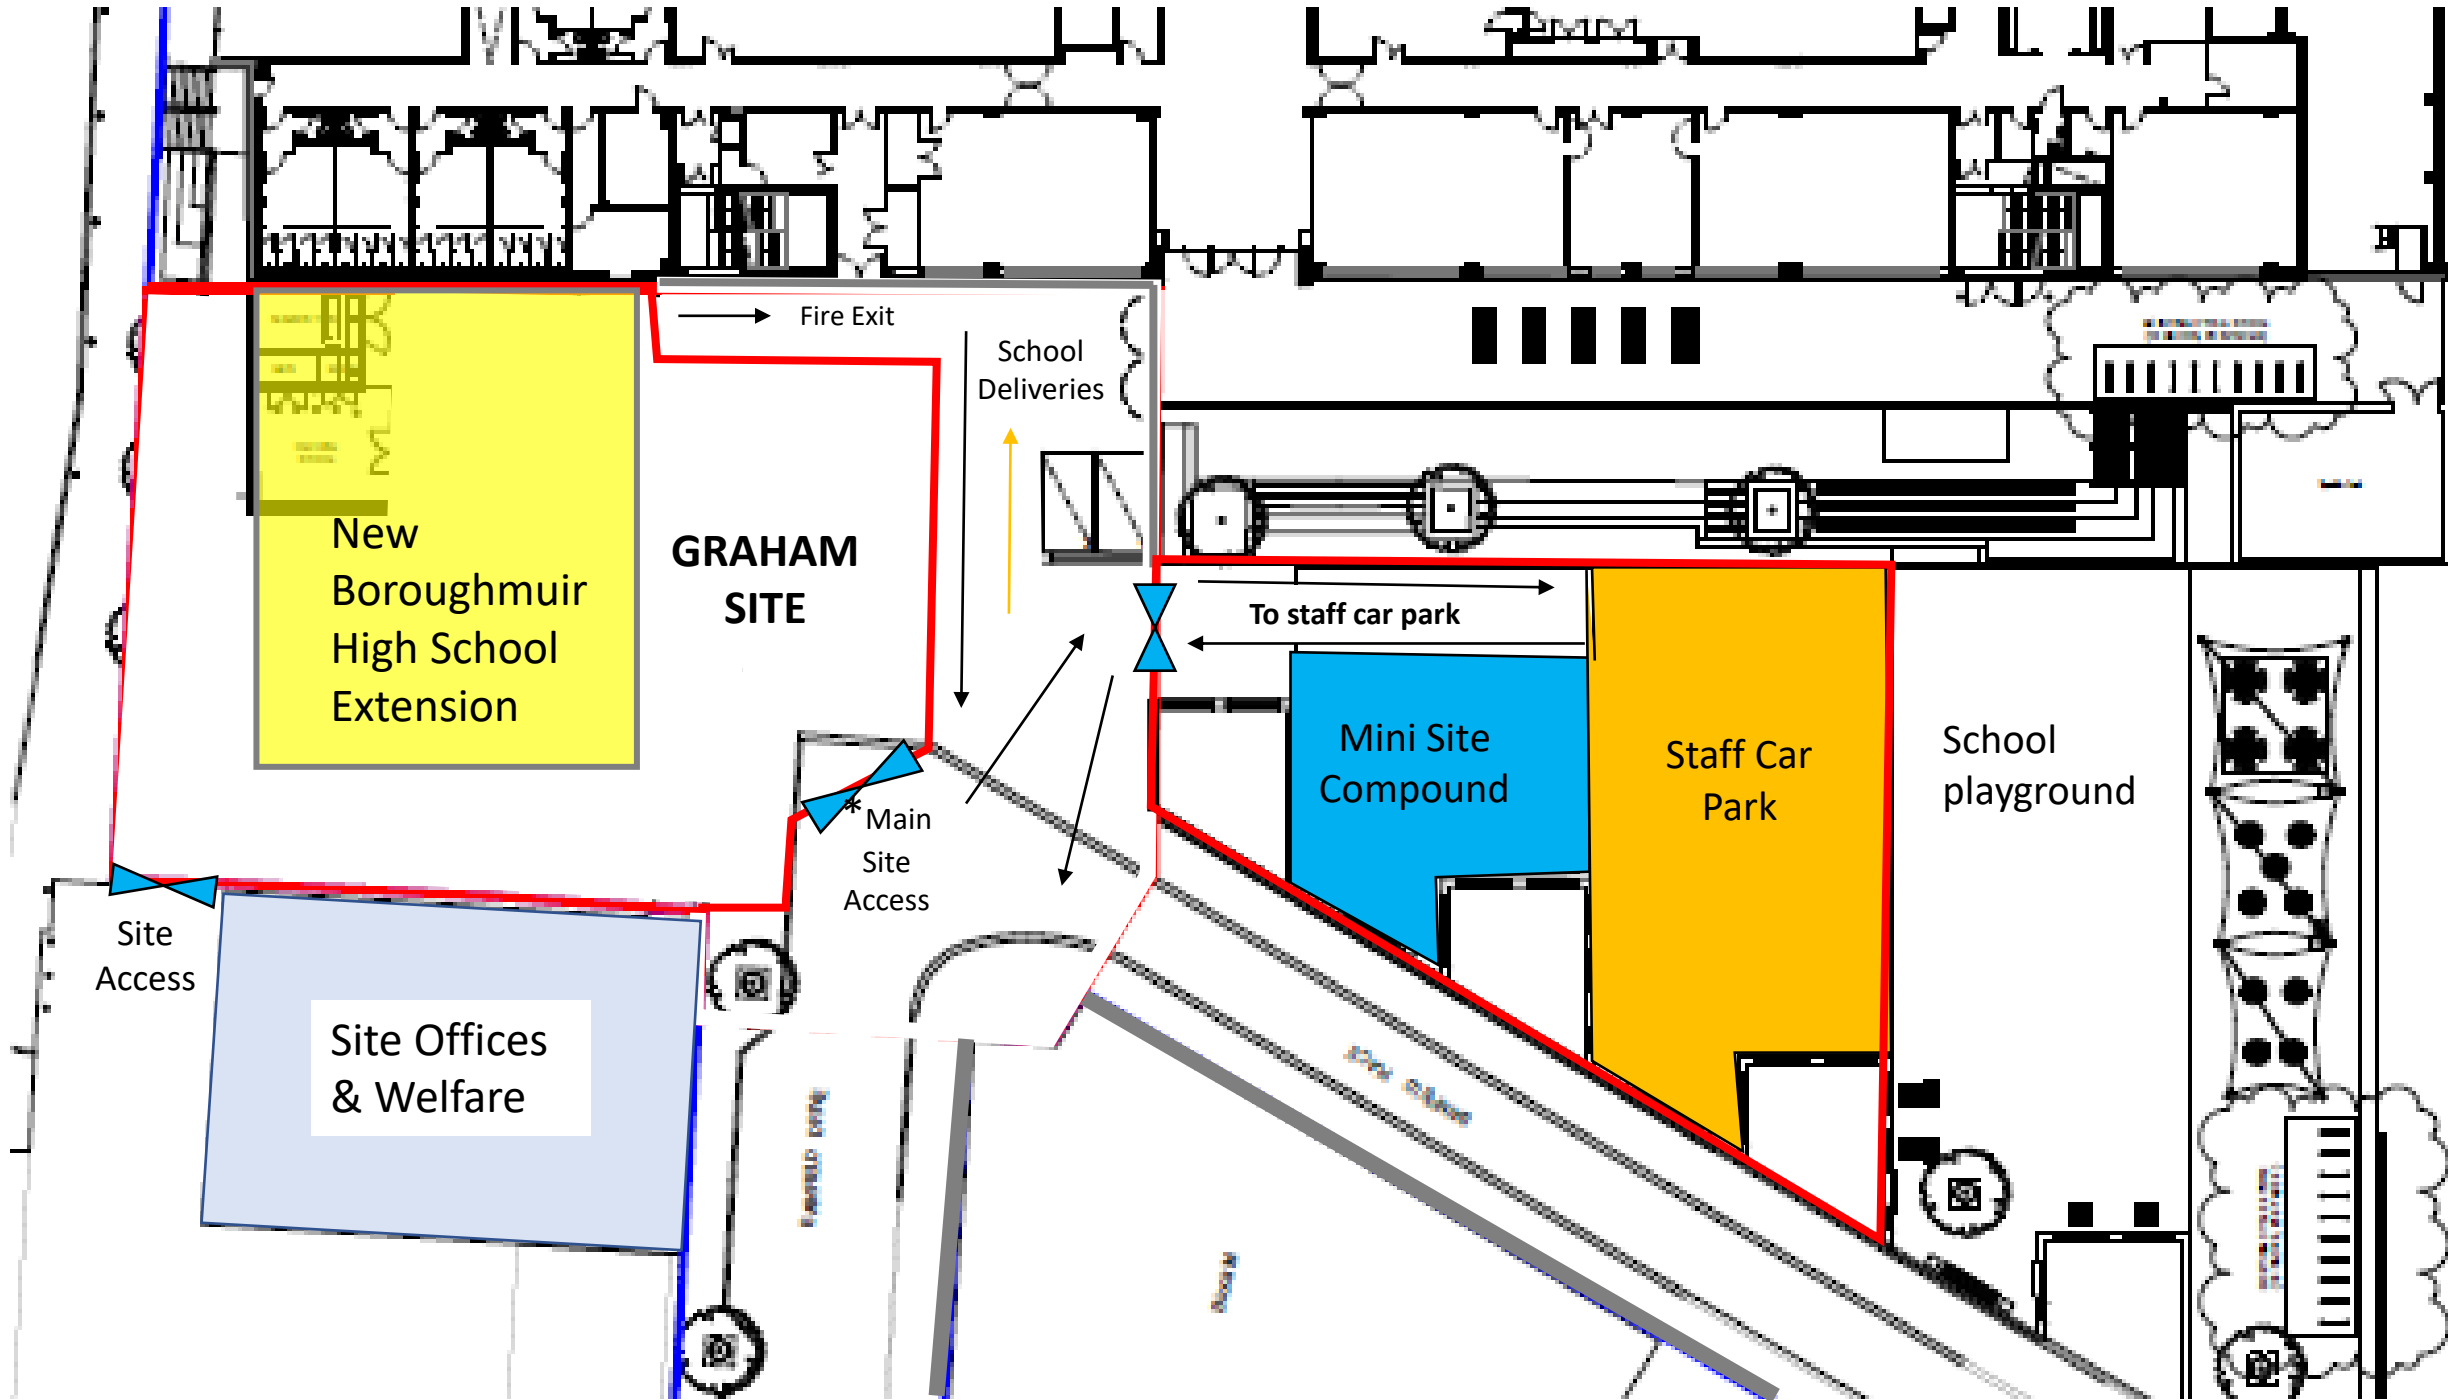 Fire Exit
School
Deliveries
New
Boroughmuir
High School
Extension
GRAHAM
SITE
To staff car park
Mini Site
Compound
Staff Car
Park
School
playground
*Main
Site
Access
Site
Access
Site Offices
& Welfare